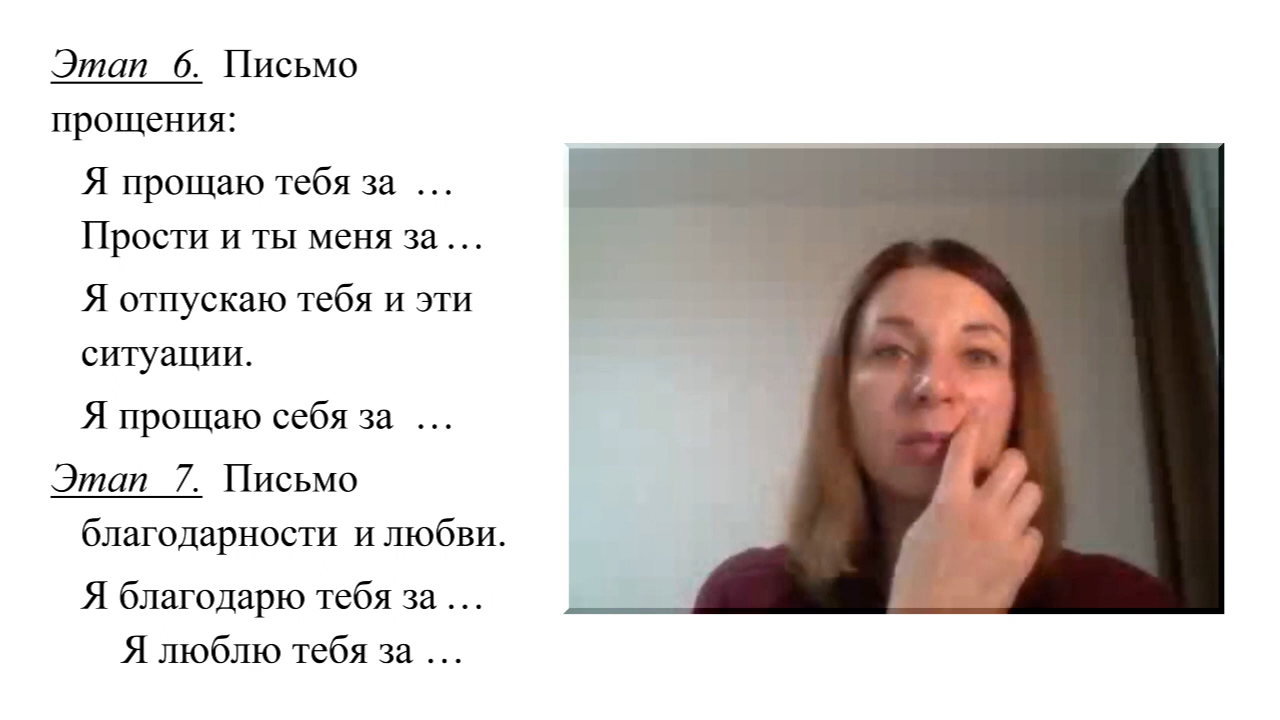 Этап 6. Письмо
прощения:
Я прощаю тебя за …
Прости и ты меня за …
Я отпускаю тебя и эти
ситуации.
Я прощаю себя за …
Этап 7. Письмо
благодарности и любви.
Я благодарю тебя за …
Я люблю тебя за …